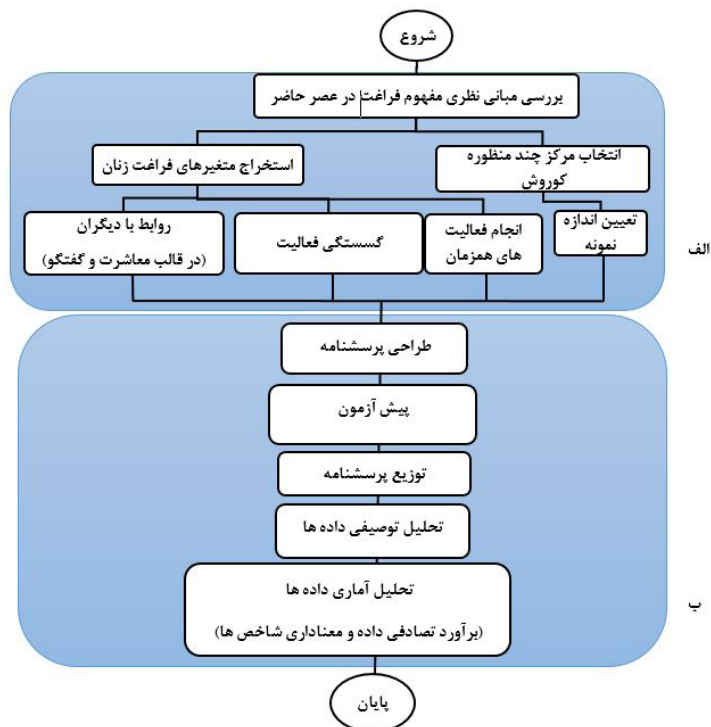 شروع
بررسی مبانی نظری مفهوم فراغت در عصر حاضر
انتخاب مرکز چند منظوره
کوروش
استخراج متغیرهای فراغت زنان
تعیین اندازه
نمونه
انجام فعالیت
های همزمان
گسستگی فعالیت
روابط با دیگران
(در قالب معاشرت و گفتگو)
الف
طراحی پرسشنامه
پیش آزمون
توزیع پرسشنامه
تحلیل توصیفی داده ها
تحلیل آماری داده ها
(برآورد تصادفی داده و معناداری شاخص ها)
ب
پایان